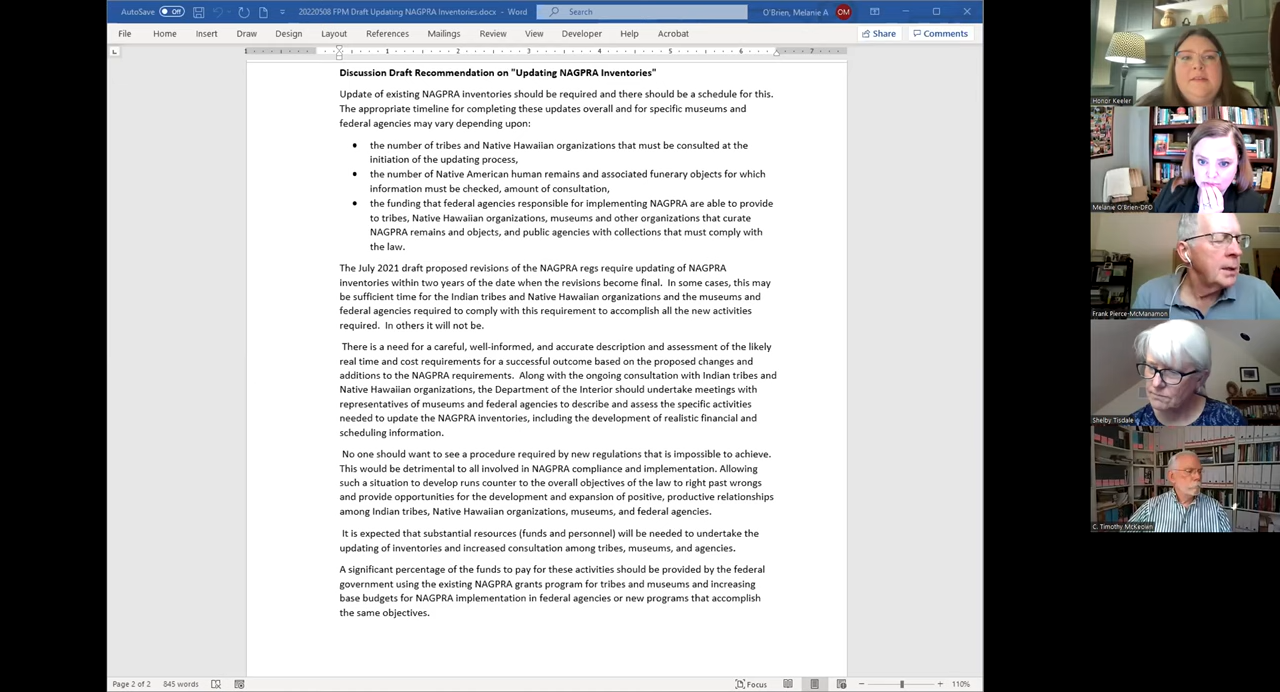 AutoSave Off 20220508 FPM Draft Updating NAGPRA Inventories.docx - Word Search O'Brien, Melanie A OM
File Home Insert Draw Design Layout References Mailings Review View Developer Help Acrobat Share Comments
1 1 2 3 4 5 6 7
Discussion Draft Recommendation on "Updating NAGPRA Inventories"
Update of existing NAGPRA inventories should be required and there should be a schedule for this.
The appropriate timeline for completing these updates overall and for specific museums and
federal agencies may vary depending upon:
• the number of tribes and Native Hawaiian organizations that must be consulted at the
initiation of the updating process,
• the number of Native American human remains and associated funerary objects for which
information must be checked, amount of consultation,
• the funding that federal agencies responsible for implementing NAGPRA are able to provide
to tribes, Native Hawaiian organizations, museums and other organizations that curate
NAGPRA remains and objects, and public agencies with collections that must comply with
the law.
The July 2021 draft proposed revisions of the NAGPRA regs require updating of NAGPRA
inventories within two years of the date when the revisions become final. In some cases, this may
be sufficient time for the Indian tribes and Native Hawaiian organizations and the museums and
federal agencies required to comply with this requirement to accomplish all the new activities
required. In others it will not be.
There is a need for a careful, well-informed, and accurate description and assessment of the likely
real time and cost requirements for a successful outcome based on the proposed changes and
additions to the NAGPRA requirements. Along with the ongoing consultation with Indian tribes and
Native Hawaiian organizations, the Department of the Interior should undertake meetings with
representatives of museums and federal agencies to describe and assess the specific activities
needed to update the NAGPRA inventories, including the development of realistic financial and
scheduling information.
No one should want to see a procedure required by new regulations that is impossible to achieve.
This would be detrimental to all involved in NAGPRA compliance and implementation. Allowing
such a situation to develop runs counter to the overall objectives of the law to right past wrongs
and provide opportunities for the development and expansion of positive, productive relationships
among Indian tribes, Native Hawaiian organizations, museums, and federal agencies.
It is expected that substantial resources (funds and personnel) will be needed to undertake the
updating of inventories and increased consultation among tribes, museums, and agencies.
A significant percentage of the funds to pay for these activities should be provided by the federal
government using the existing NAGPRA grants program for tribes and museums and increasing
base budgets for NAGPRA implementation in federal agencies or new programs that accomplish
the same objectives.
Page 2 of 2 845 words Focus 110%
Honor Keeler
Melanie O'Brien-DFO
Frank Pierce-McManamon
Shelby Tisdale
C. Timothy McKeown